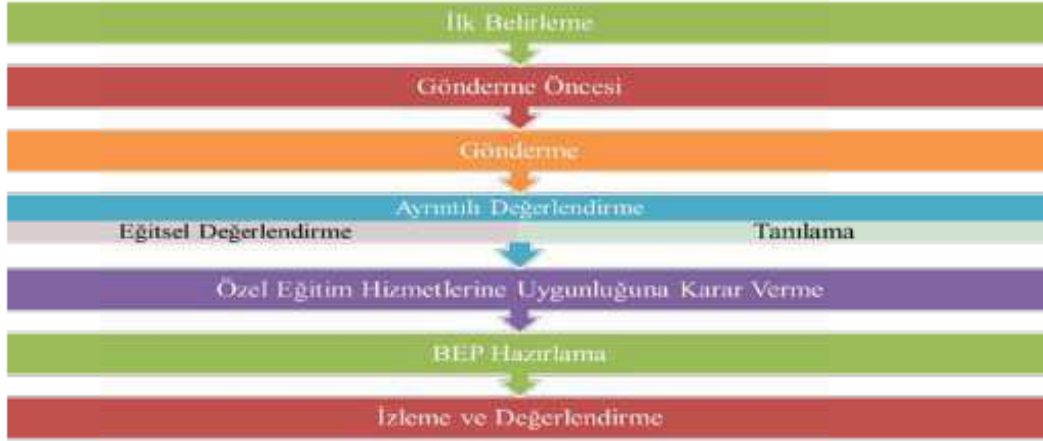 İlk Belirleme
Gönderme Öncesi
Gönderme
Ayrıntılı Değerlendirme
Eğitsel Değerlendirme Tanılama
Özel Eğitim Hizmetlerine Uygunluğuna Karar Verme
BEP Hazırlama
İzleme ve Değerlendirme